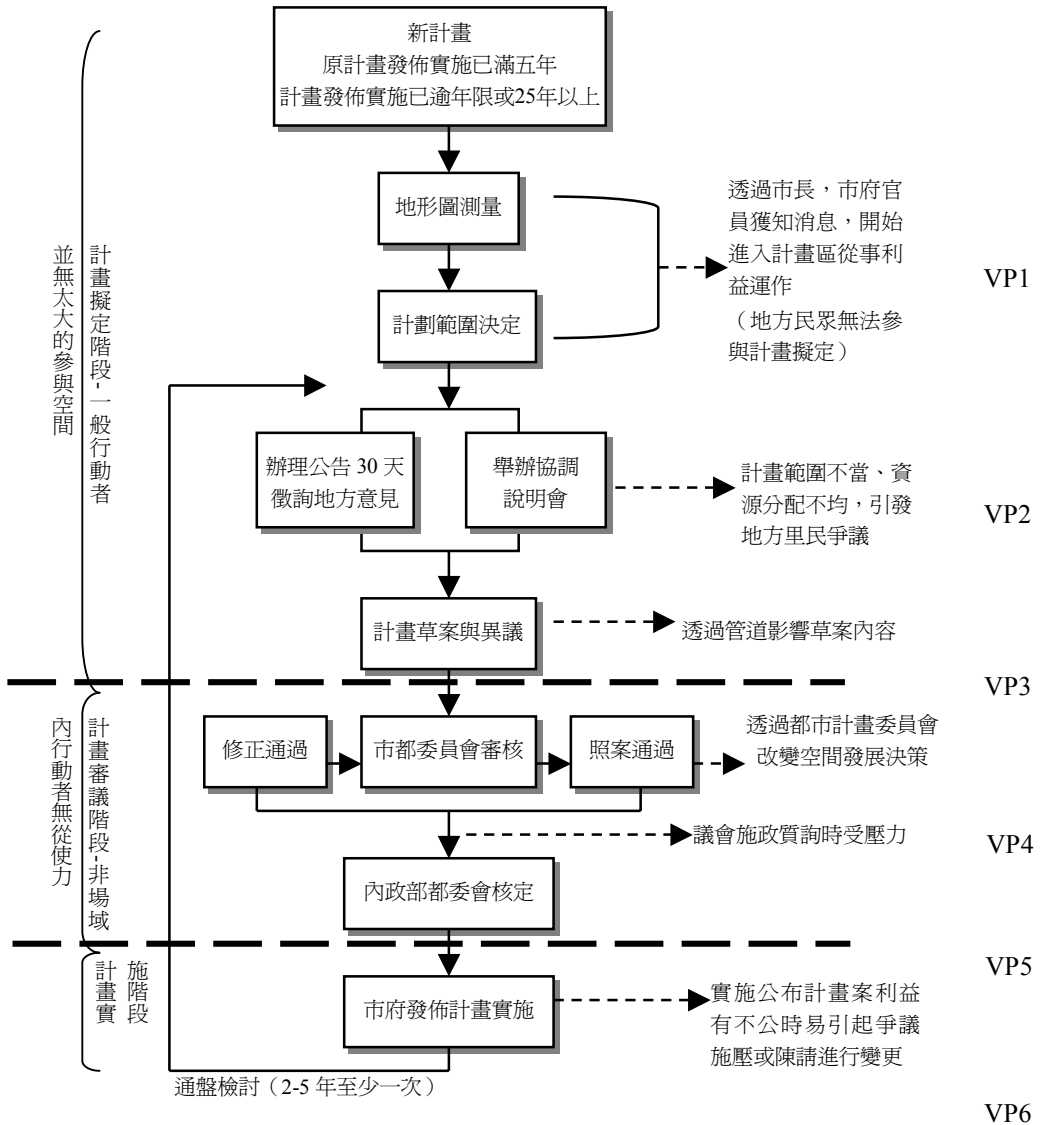 新計畫
原計畫發佈實施已滿五年
計畫發佈實施已逾年限或25年以上
地形圖測量
計劃範圍決定
透過市長，市府官
員獲知消息，開始
進入計畫區從事利
益運作
（地方民眾無法參
與計畫擬定）
VP1
計畫擬定階段-一般行動者
並無太大的參與空間
辦理公告 30 天
徵詢地方意見
舉辦協調
說明會
計畫範圍不當、資
源分配不均，引發
地方里民爭議
VP2
計畫草案與異議
透過管道影響草案內容
VP3
計畫審議階段-非場域
內行動者無從使力
修正通過
市都委員會審核
照案通過
透過都市計畫委員會
改變空間發展決策
議會施政質詢時受壓力
VP4
內政部都委會核定
VP5
計畫實
施階段
市府發佈計畫實施
實施公布計畫案利益
有不公時易引起爭議
施壓或陳請進行變更
通盤檢討（2-5 年至少一次）
VP6